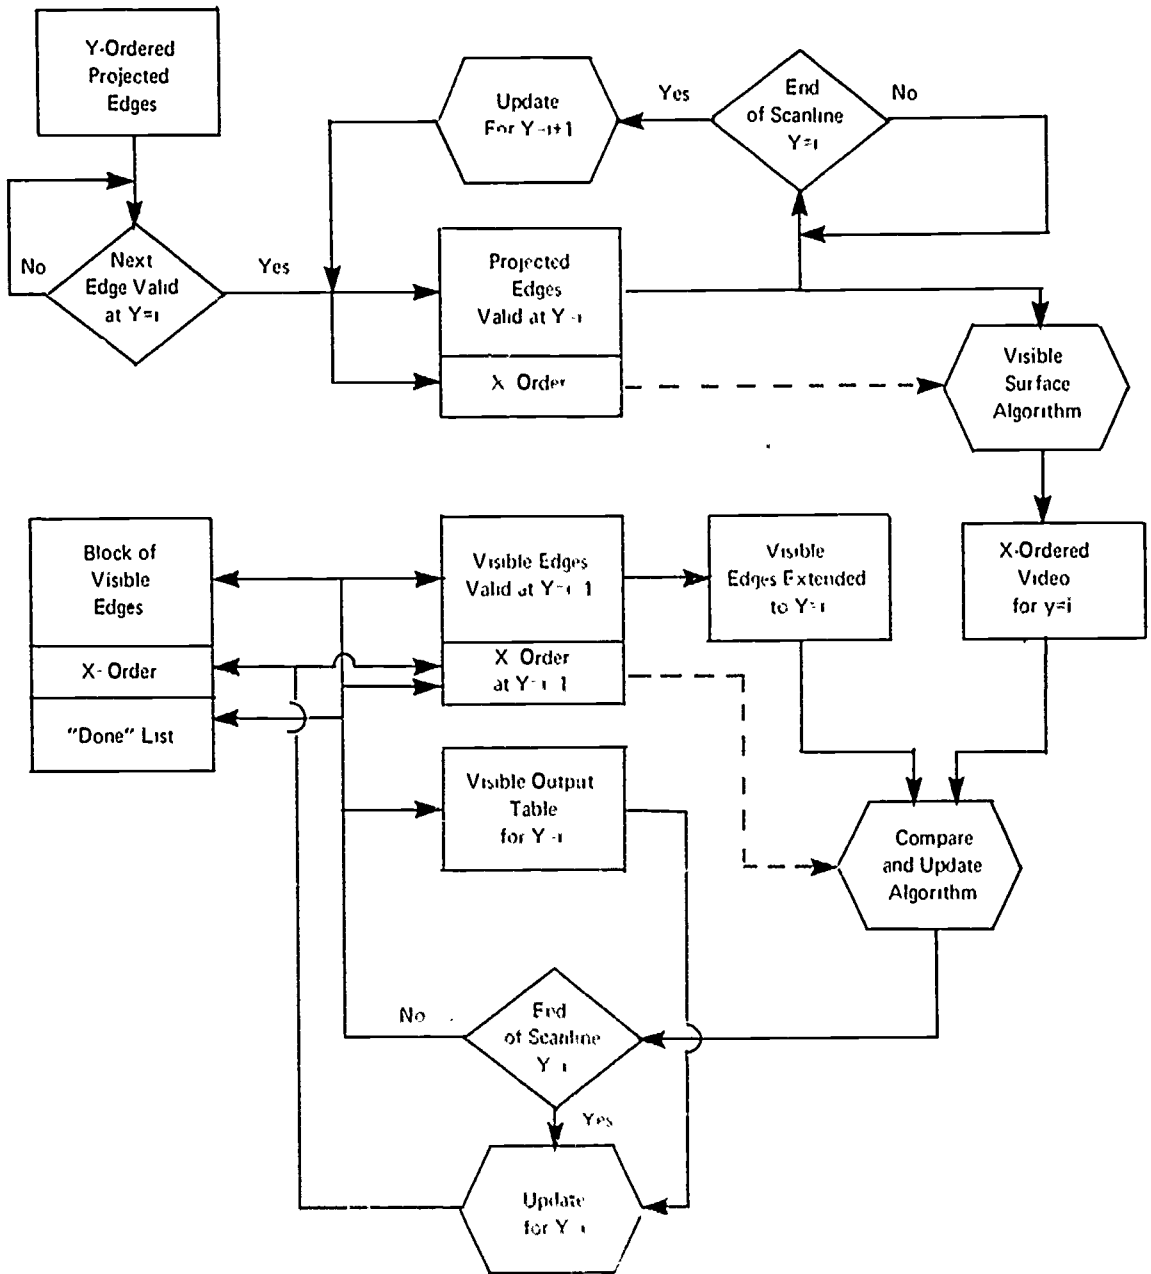 Y-Ordered
Projected
Edges
Update
For Y=i+1
Yes
End
of Scanline
Y=i
No
No
Next
Edge Valid
at Y=i
Yes
Projected
Edges
Valid at Y=i
X Order
Visible
Surface
Algorithm
Block of
Visible
Edges
X- Order
"Done" List
Visible Edges
Valid at Y=i-1
X Order
at Y=i-1
Visible
Edges Extended
to Y=i
X-Ordered
Video
for y=i
Visible Output
Table
for Y=i
Compare
and Update
Algorithm
No
End
of Scanline
Y=i
Yes
Update
for Y=i